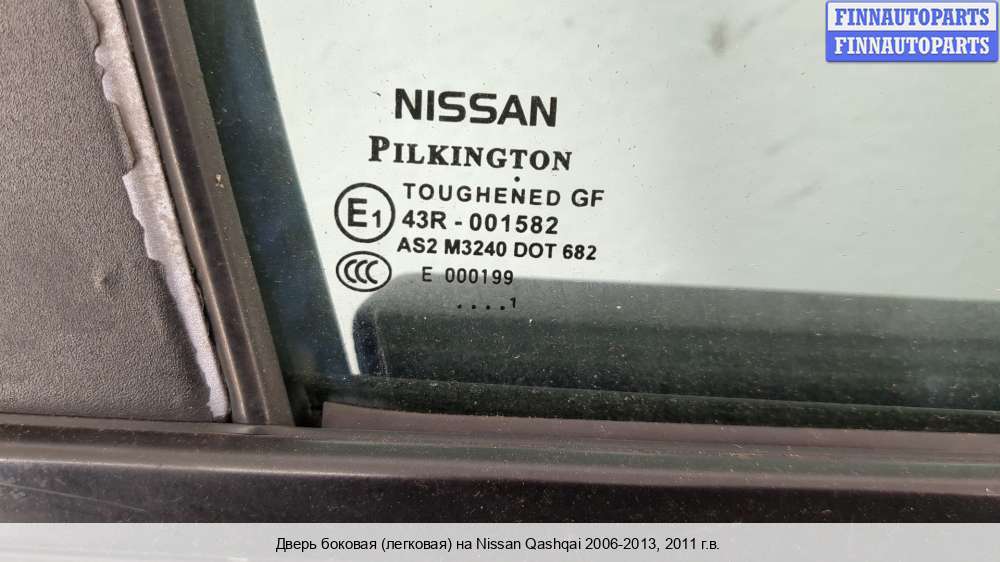 FINNAUTOPARTS
FINNAUTOPARTS
NISSAN
PILKINGTON
TOUGHENED GF
E1 43R - 001582
AS2 M3240 DOT 682
CCC E 000199
....1
Дверь боковая (легковая) на Nissan Qashqai 2006-2013, 2011 г.в.